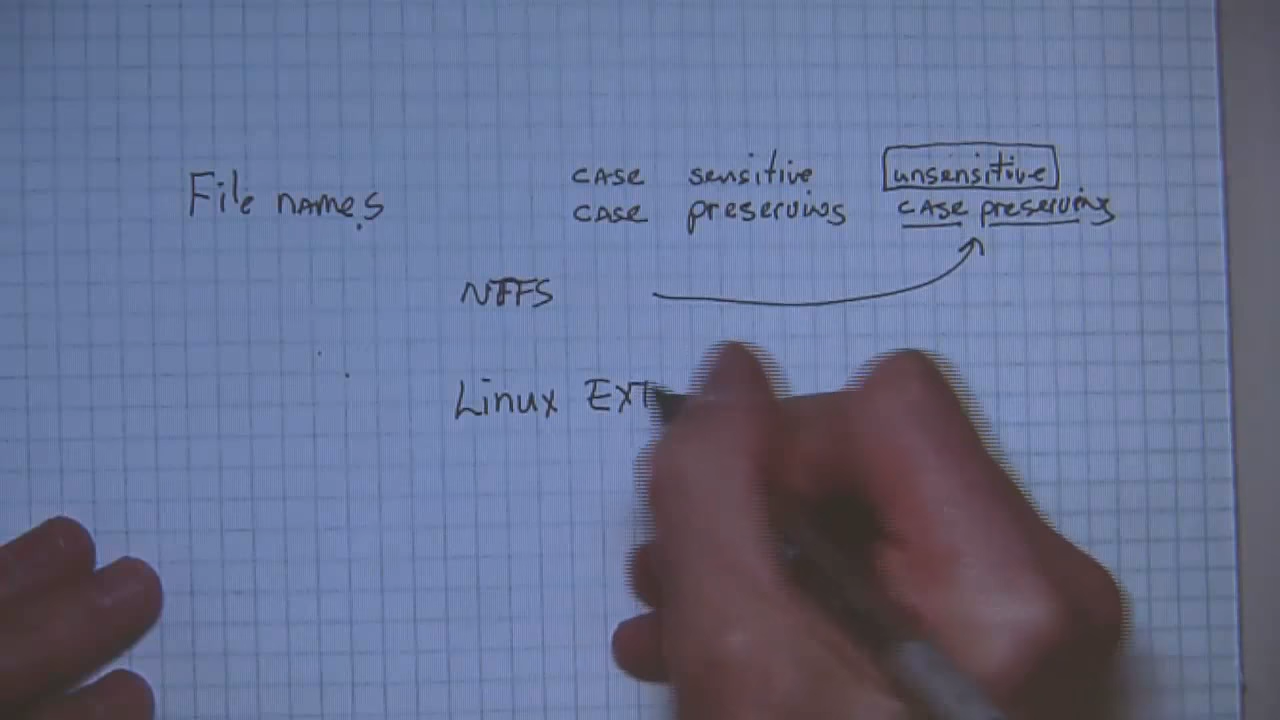 File names
case sensitive unsensitive
case preserving case preserving
NTFS
Linux EXT